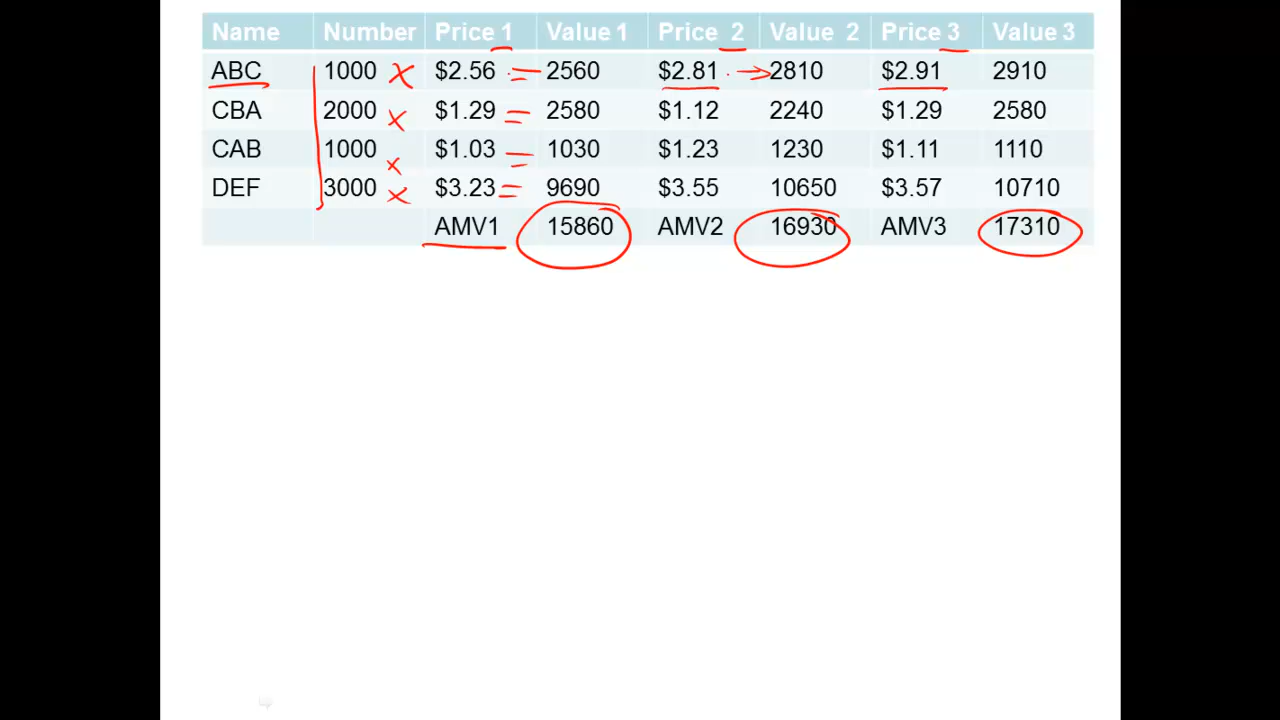 Name Number Price 1 Value 1 Price 2 Value 2 Price 3 Value 3
ABC 1000 × $2.56 = 2560 $2.81 → 2810 $2.91 2910
CBA 2000 × $1.29 = 2580 $1.12 2240 $1.29 2580
CAB 1000 × $1.03 = 1030 $1.23 1230 $1.11 1110
DEF 3000 × $3.23 = 9690 $3.55 10650 $3.57 10710
AMV1 15860 AMV2 16930 AMV3 17310